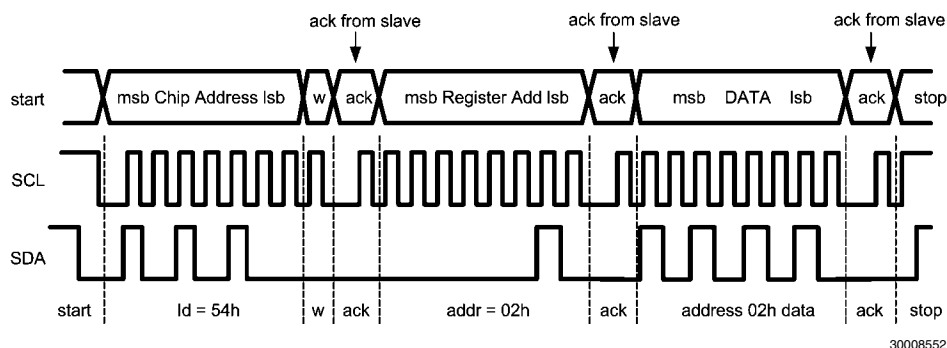 ack from slave ack from slave ack from slave
start msb Chip Address lsb w ack msb Register Add lsb ack msb DATA lsb ack stop
SCL
SDA
start Id = 54h w ack addr = 02h ack address 02h data ack stop
30008552